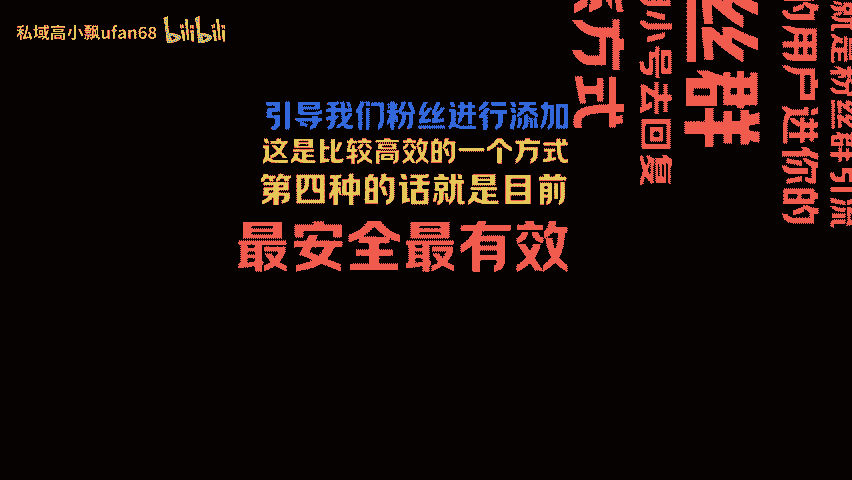 私域高小飘ufan68 bilibili
引导我们粉丝进行添加
这是比较高效的一个方式
第四种的话就是目前
最安全最有效
就是粉丝群引流
的用户进你的
丝群
小号去回复
方式